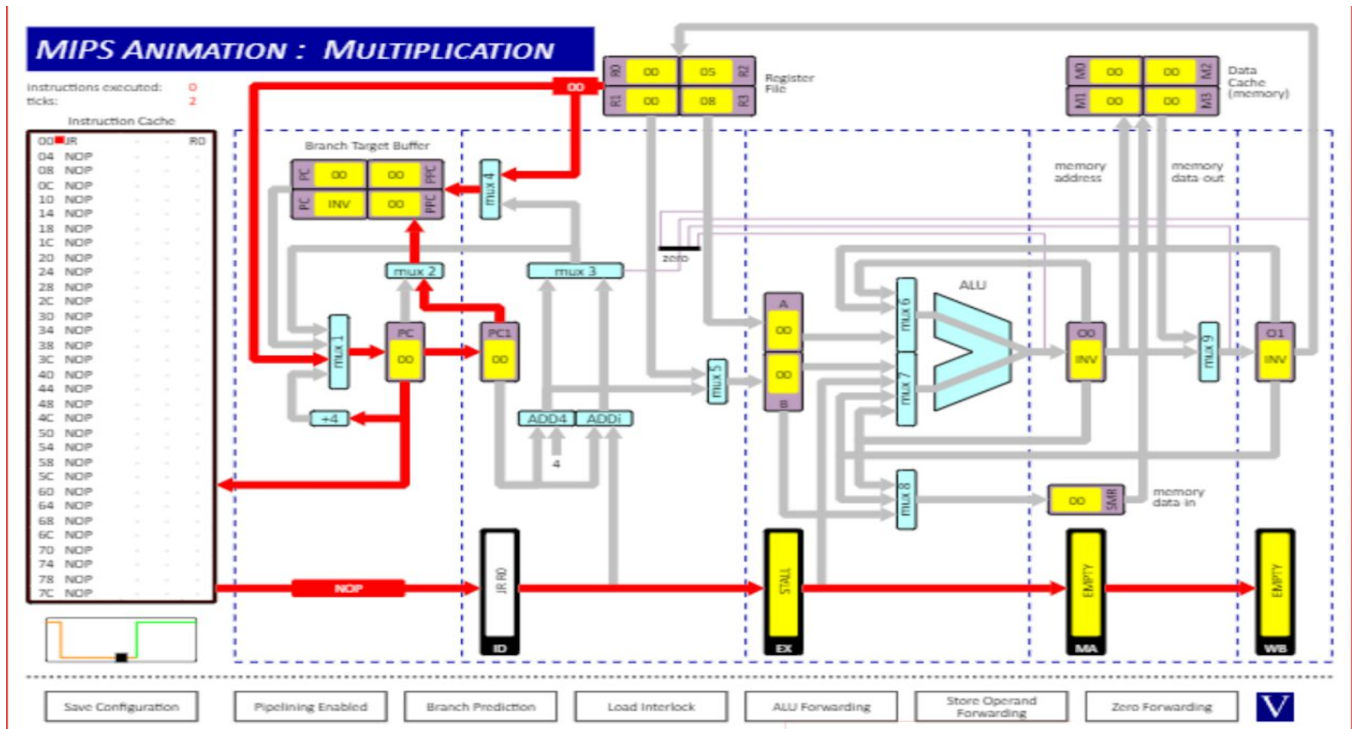 MIPS ANIMATION : MULTIPLICATION
instructions executed: 0
ticks: 2
Instruction Cache
00 JR - - R0
04 NOP - - -
08 NOP - - -
0C NOP - - -
10 NOP - - -
14 NOP - - -
18 NOP - - -
1C NOP - - -
20 NOP - - -
24 NOP - - -
28 NOP - - -
2C NOP - - -
30 NOP - - -
34 NOP - - -
38 NOP - - -
3C NOP - - -
40 NOP - - -
44 NOP - - -
48 NOP - - -
4C NOP - - -
50 NOP - - -
54 NOP - - -
58 NOP - - -
5C NOP - - -
60 NOP - - -
64 NOP - - -
68 NOP - - -
6C NOP - - -
70 NOP - - -
74 NOP - - -
78 NOP - - -
7C NOP - - -
00
R0 00 05 R2
R1 00 08 R3
Register
File
M0 00 00 M2
M1 00 00 M3
Data
Cache
(memory)
Branch Target Buffer
PC 00 00 PPC
PC INV 00 PPC
mux 4
memory
address
memory
data-out
zero
mux 2
mux 3
mux 1
PC
00
PC1
00
+4
ADD4
ADDi
4
mux 5
A
00
00
B
mux 6
mux 7
ALU
O0
INV
mux 9
O1
INV
mux 8
00 SMR
memory
data-in
NOP
JR R0
ID
STALL
EX
EMPTY
MA
EMPTY
WB
Save Configuration
Pipelining Enabled
Branch Prediction
Load Interlock
ALU Forwarding
Store Operand
Forwarding
Zero Forwarding
V